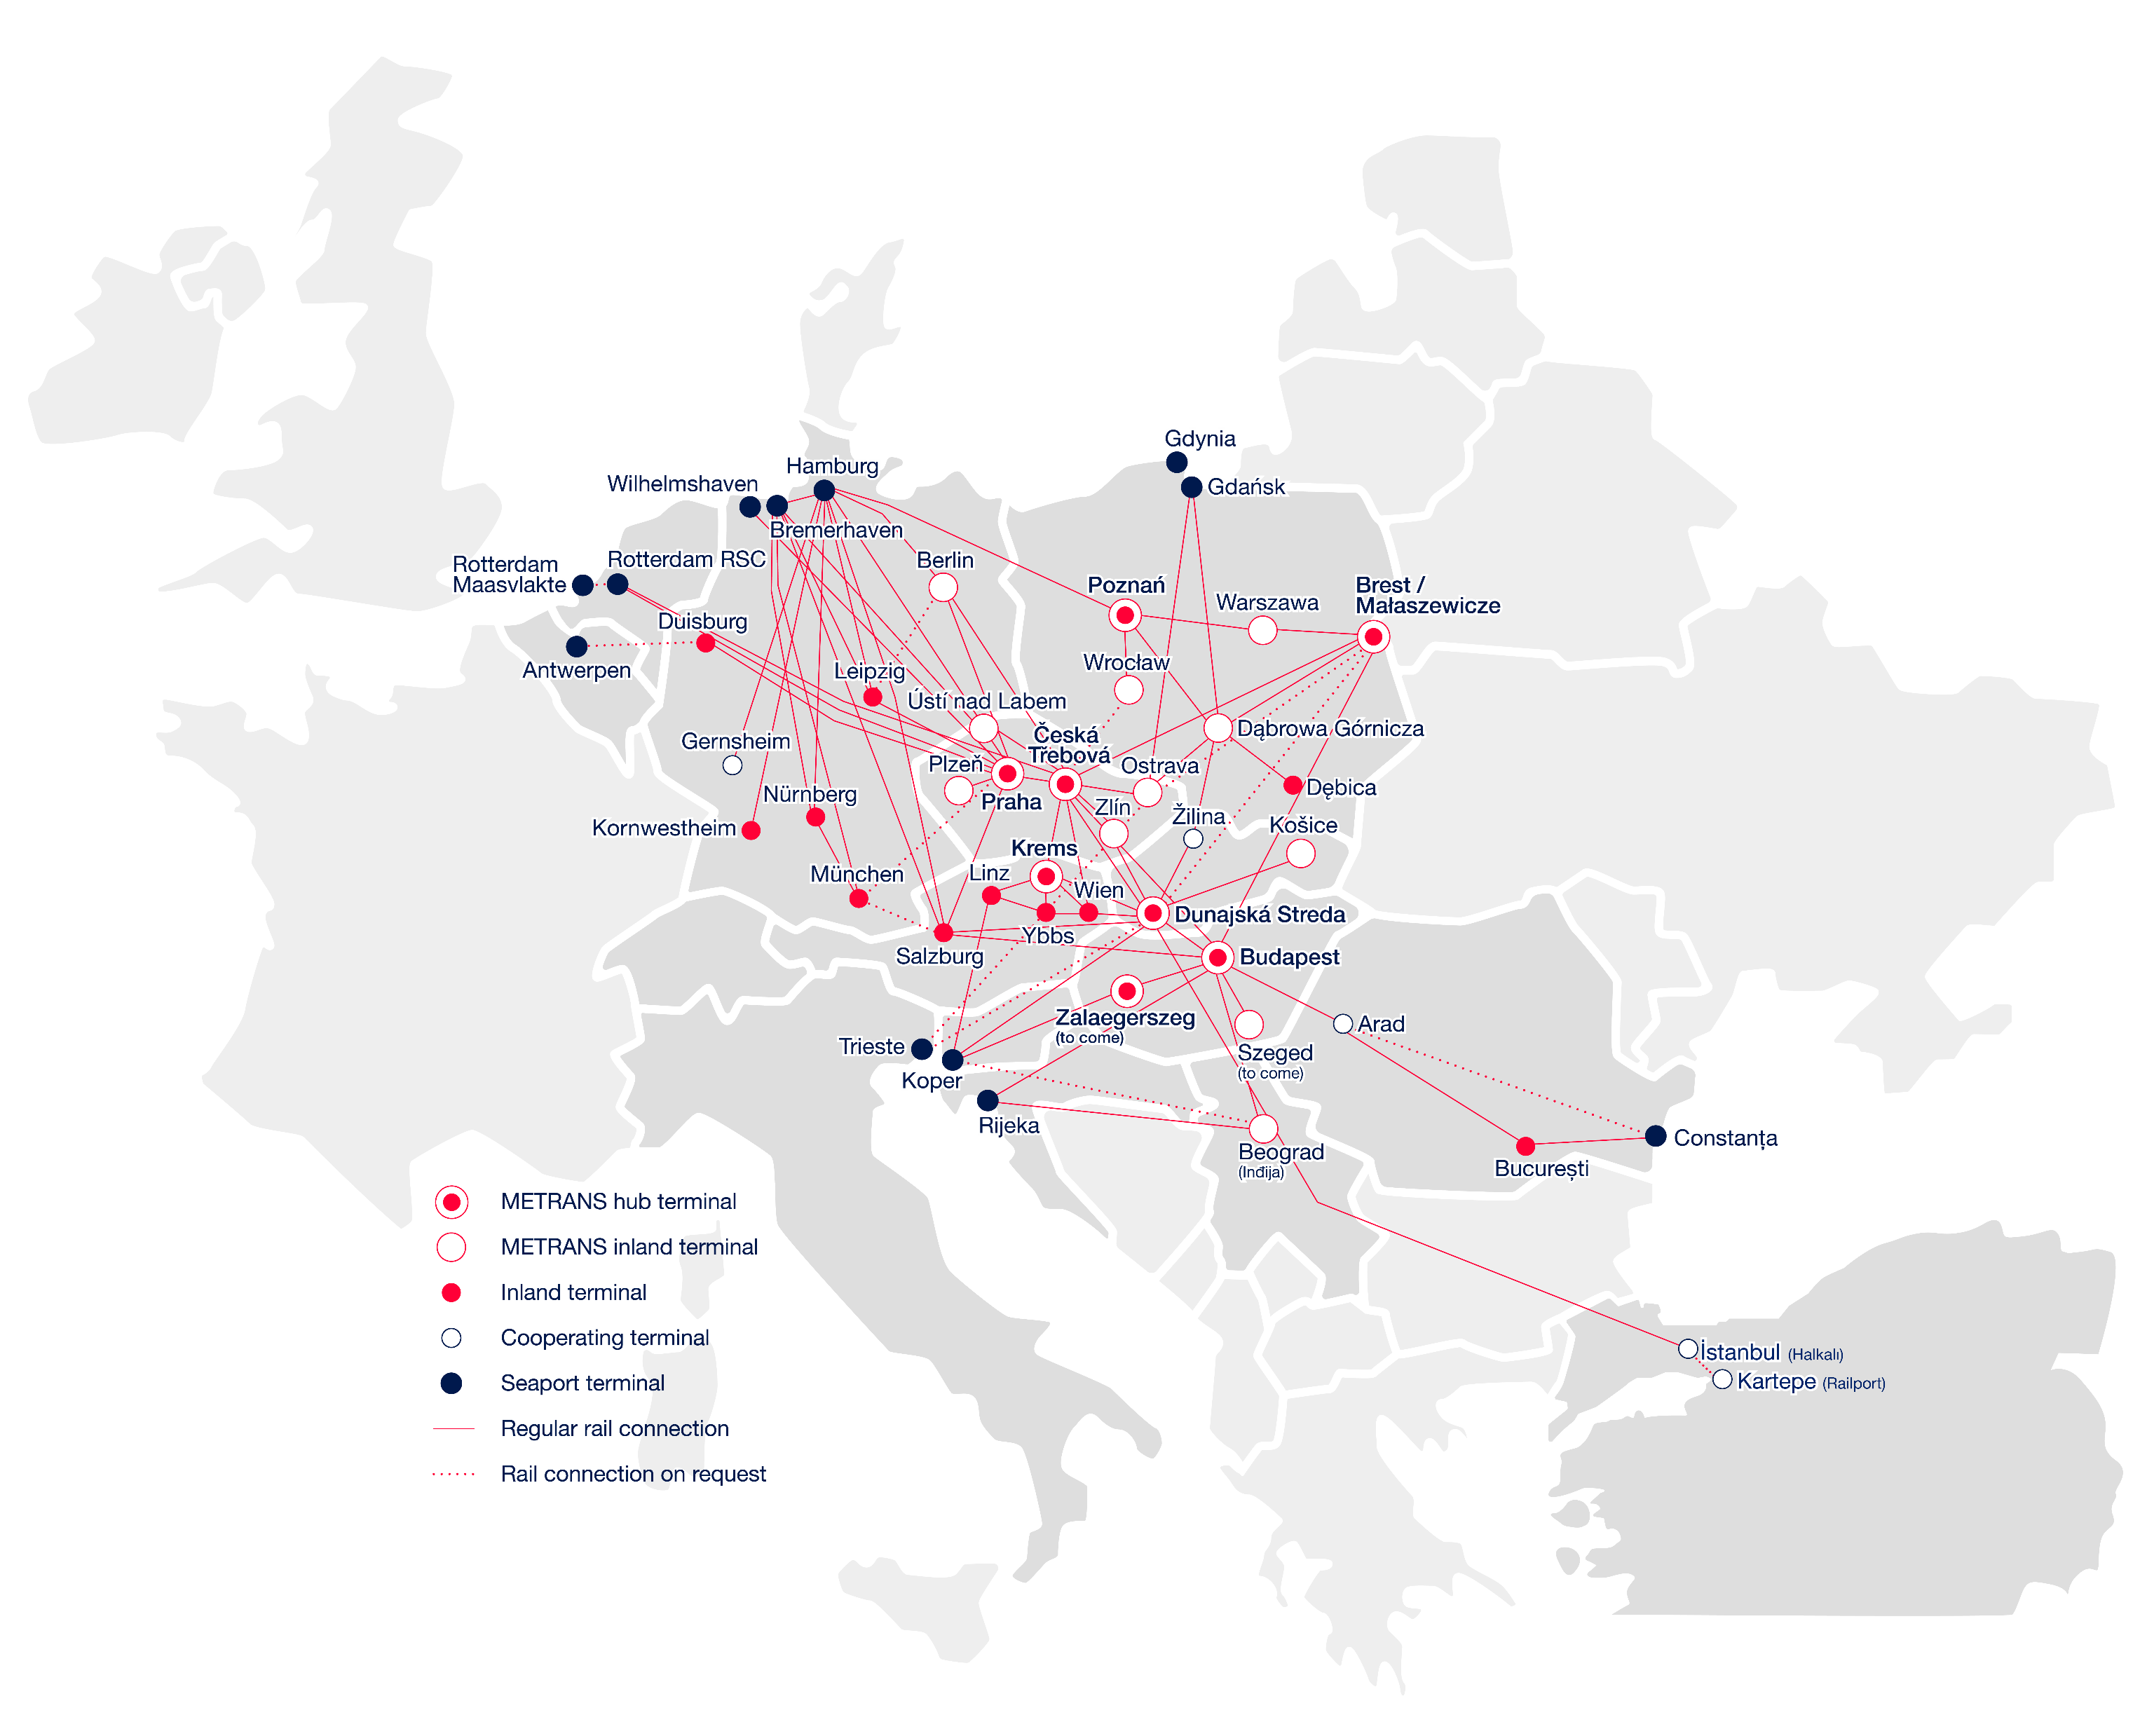 Gdynia
Hamburg
Wilhelmshaven
Gdańsk
Bremerhaven
Rotterdam RSC
Berlin
Rotterdam
Maasvlakte
Poznań
Brest /
Małaszewicze
Warszawa
Duisburg
Antwerpen
Wrocław
Leipzig
Ústí nad Labem
Dąbrowa Górnicza
Česká
Třebová
Gernsheim
Plzeň
Ostrava
Dębica
Nürnberg
Praha
Zlín
Žilina
Kornwestheim
Košice
Krems
München
Linz
Wien
Dunajská Streda
Ybbs
Salzburg
Budapest
Zalaegerszeg
(to come)
Arad
Trieste
Szeged
(to come)
Koper
Rijeka
Constanța
Beograd
(Inđija)
București
METRANS hub terminal
METRANS inland terminal
Inland terminal
Cooperating terminal
Seaport terminal
Regular rail connection
Rail connection on request
İstanbul (Halkalı)
Kartepe (Railport)